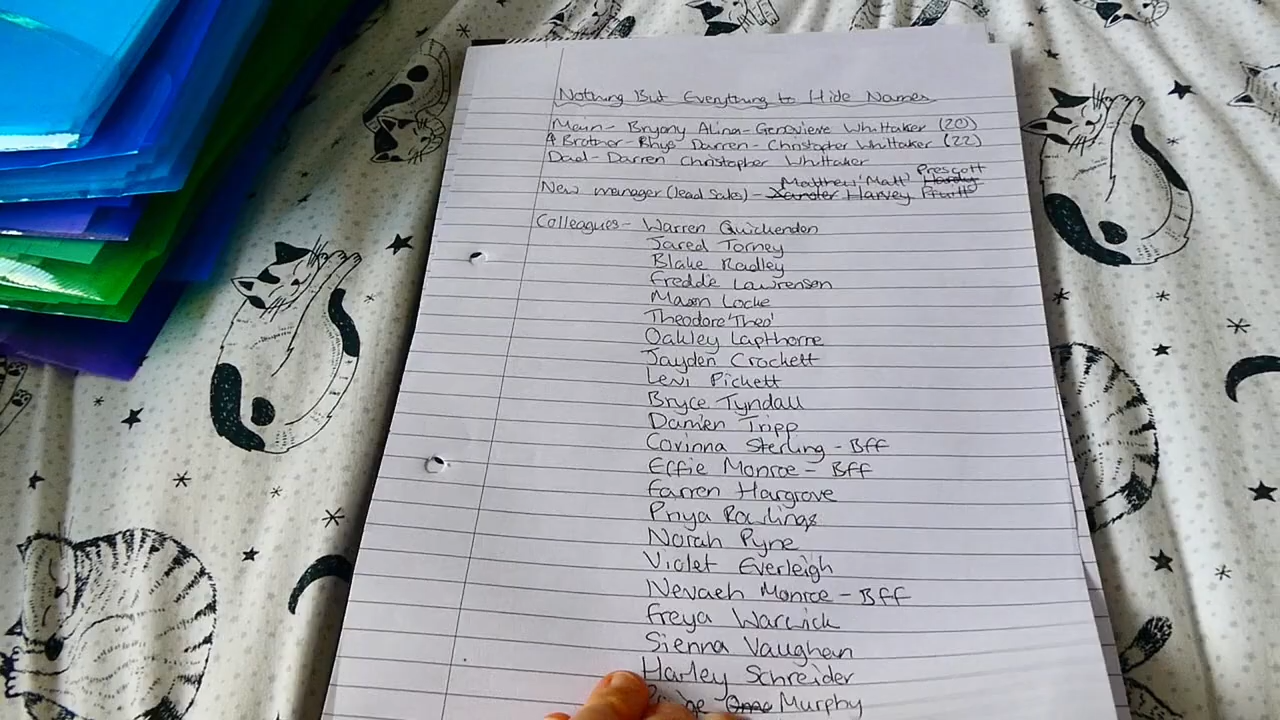 Nothing But Everything to Hide Names
Main - Bryony Alina-Genevieve Whittaker (20)
Brother - Rhys Darren-Christopher Whittaker (22)
Dad - Darren Christopher Whittaker
Prescott
Matthew 'Matt'
New manager (lead sales) - Xander Harvey
Colleagues - Warren Quickenden
Jared Torney
Blake Radley
Freddie Lawrenson
Mason Locke
Theodore 'Theo'
Oakley Lapthorne
Jayden Crockett
Levi Pickett
Bryce Tyndall
Damien Tripp
Corinna Sterling - Bff
Effie Monroe - Bff
Farren Hargrove
Priya Rawlings
Norah Pyne
Violet Everleigh
Nevaeh Monroe - Bff
Freya Warwick
Sienna Vaughan
Harley Schreider
Murphy